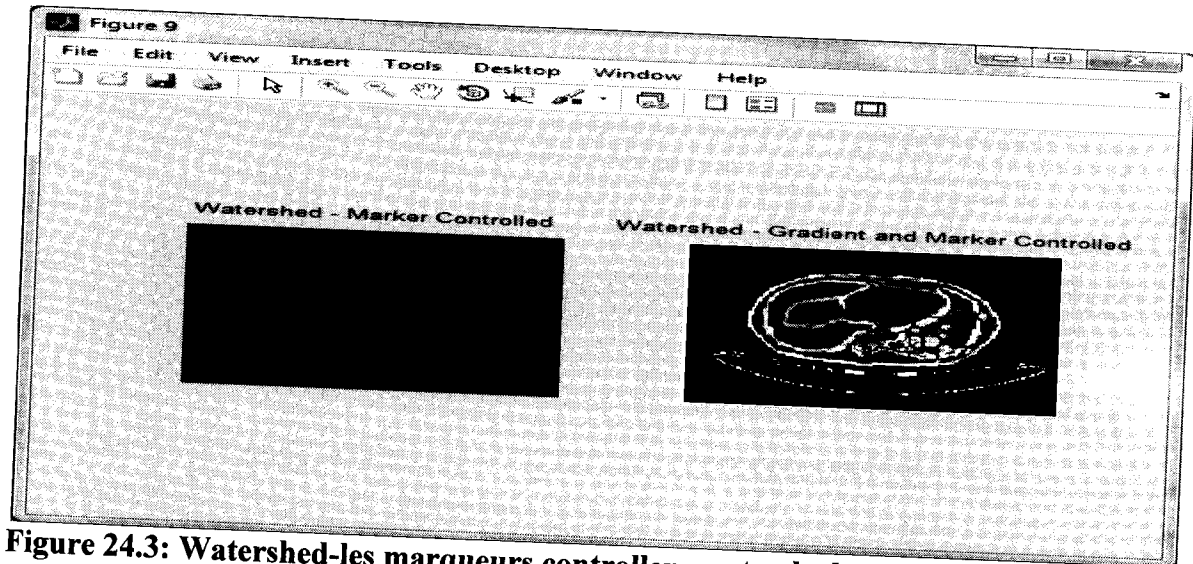 Figure 9
File Edit View Insert Tools Desktop Window Help
Watershed - Marker Controlled
Watershed - Gradient and Marker Controlled
Figure 24.3: Watershed-les marqueurs